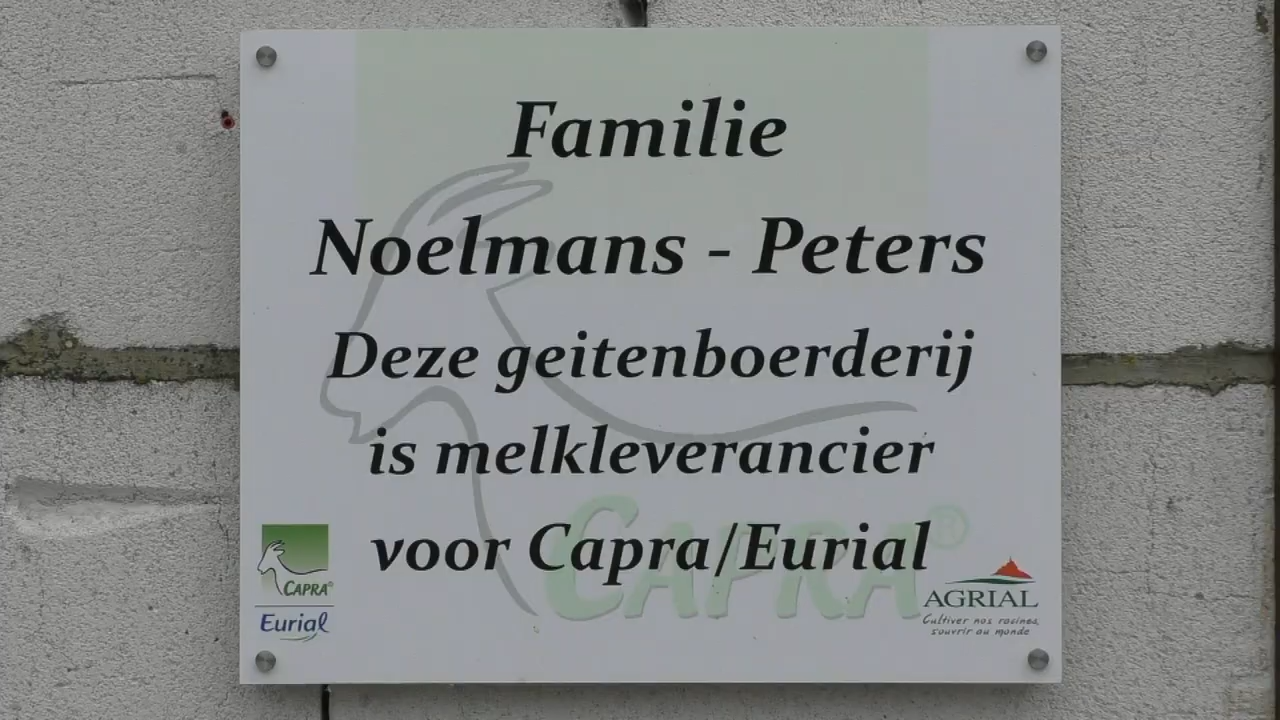 Familie
Noelmans - Peters
Deze geitenboerderij
is melkleverancier
voor Capra/Eurial
CAPRA®
CAPRA®
Eurial
AGRIAL
Cultiver nos racines,
s'ouvrir au monde